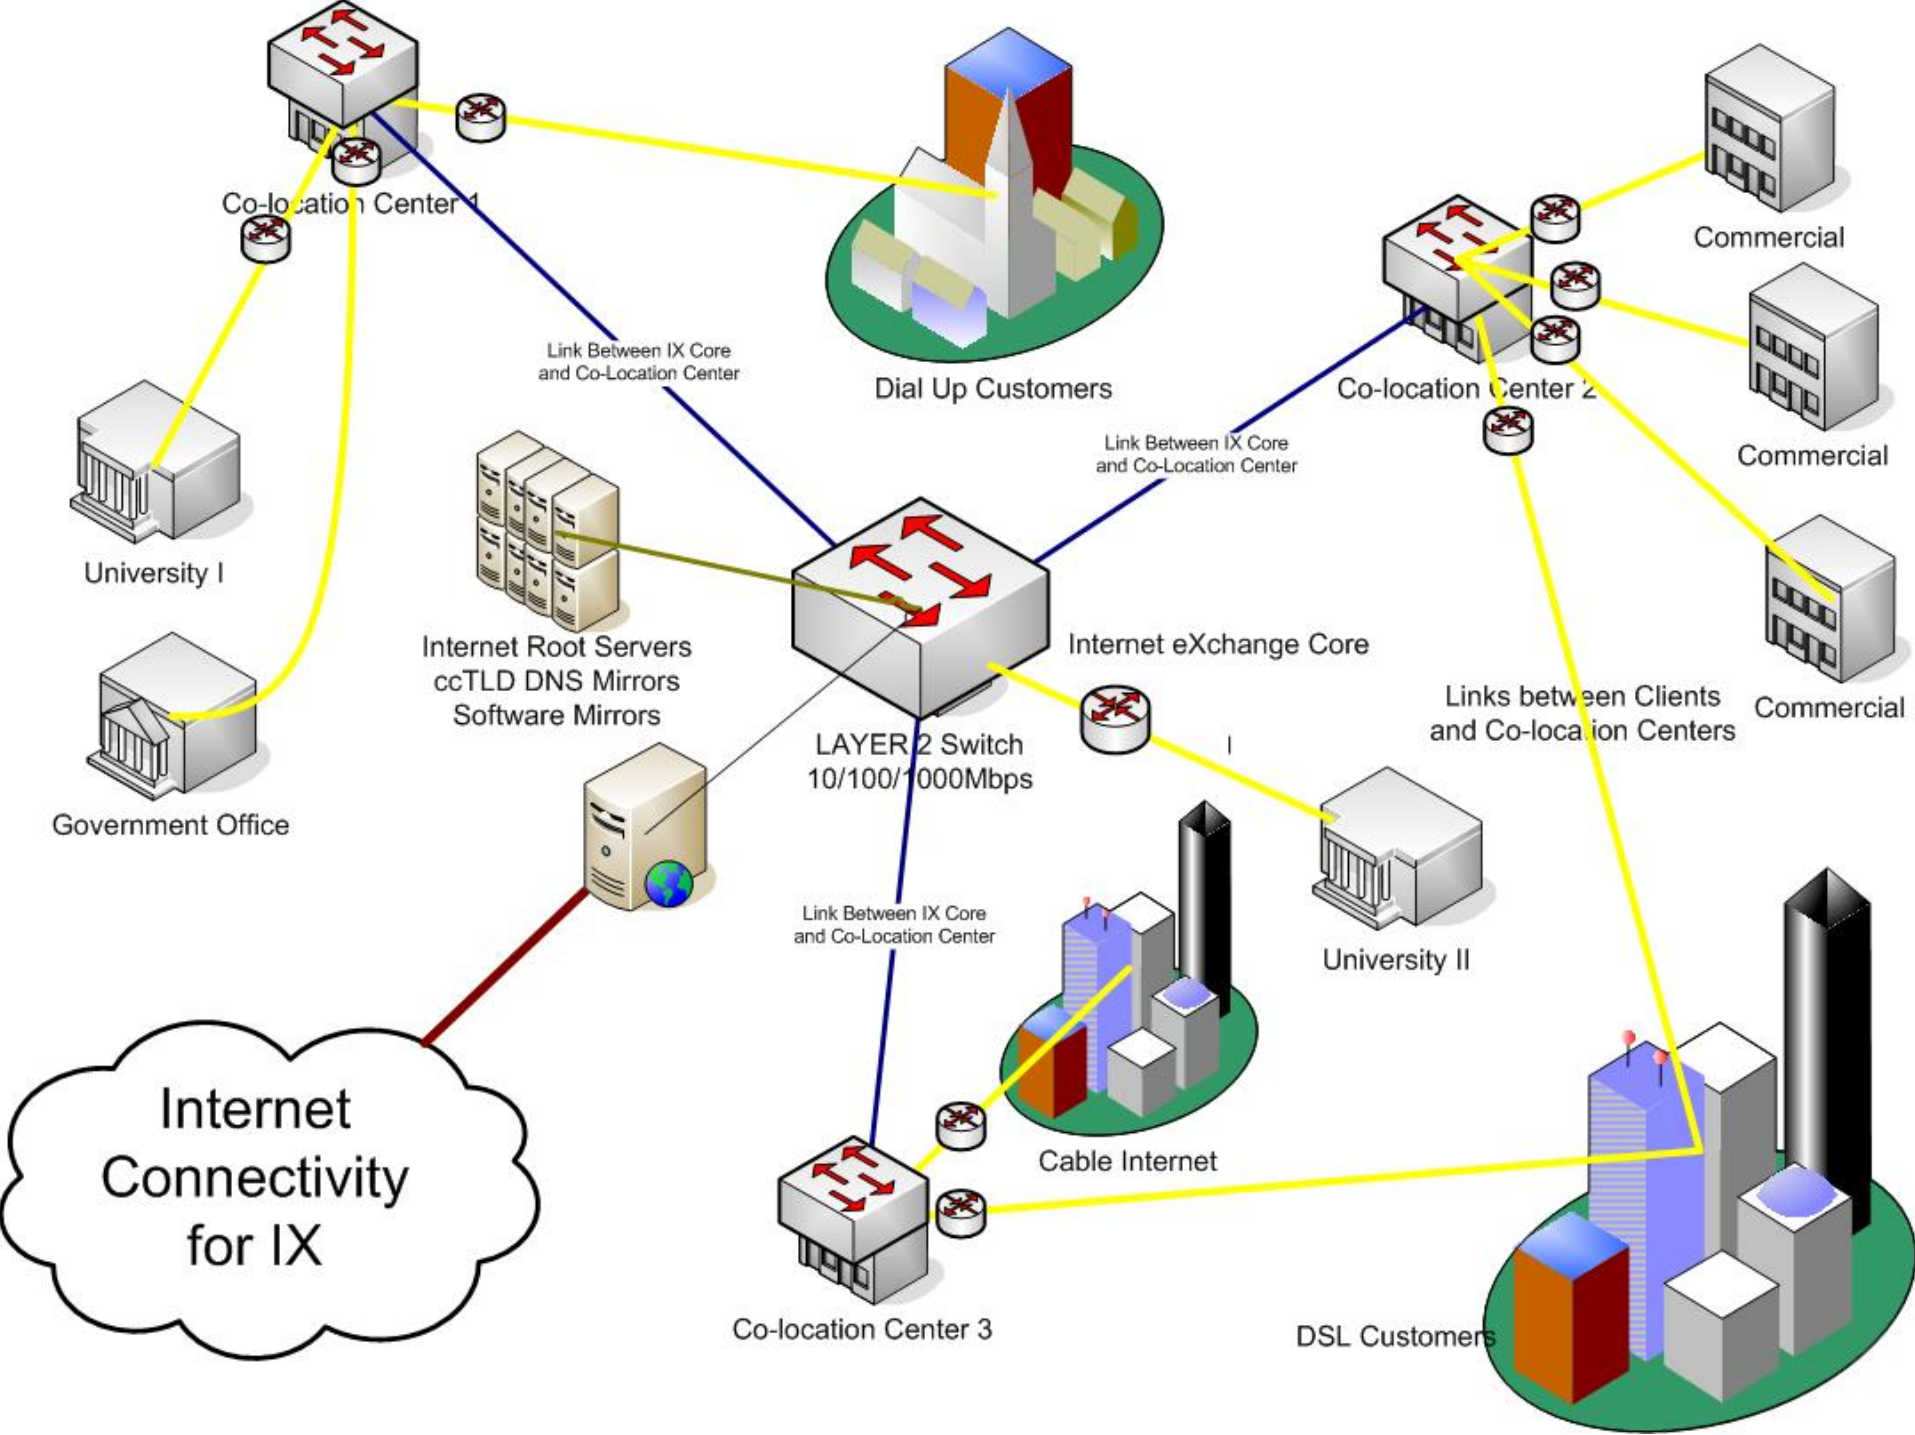 Co-location Center 1
Link Between IX Core
and Co-Location Center
Dial Up Customers
Commercial
Co-location Center 2
Commercial
Link Between IX Core
and Co-Location Center
University I
Internet Root Servers
ccTLD DNS Mirrors
Software Mirrors
Internet eXchange Core
LAYER 2 Switch
10/100/1000Mbps
I
Links between Clients
and Co-location Centers
Commercial
Government Office
Link Between IX Core
and Co-Location Center
University II
Internet
Connectivity
for IX
Cable Internet
Co-location Center 3
DSL Customers